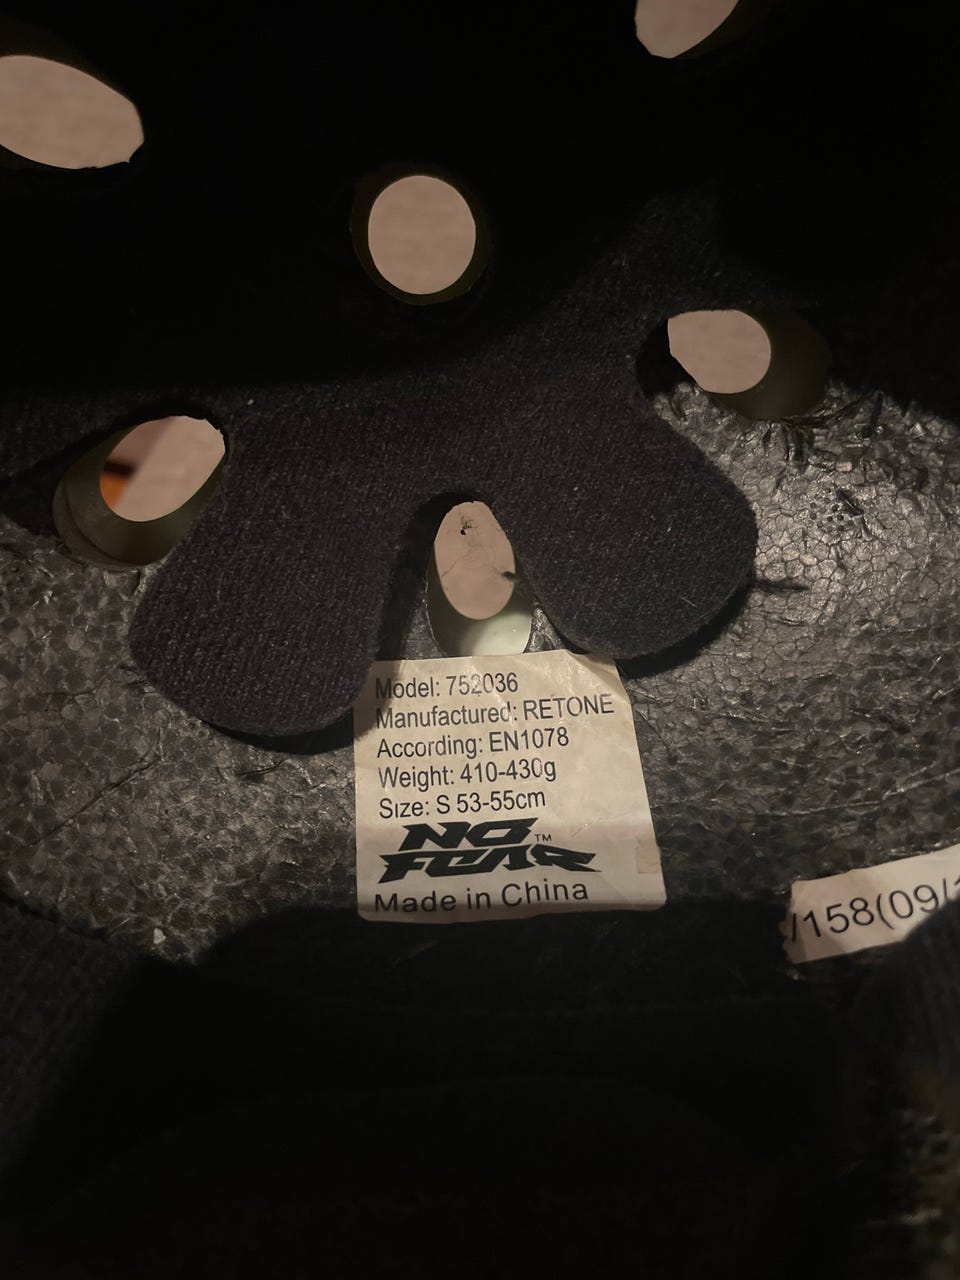 Model: 752036
Manufactured: RETONE
According: EN1078
Weight: 410-430g
Size: S 53-55cm
NO
FEAR™
Made in China
/158(09/1